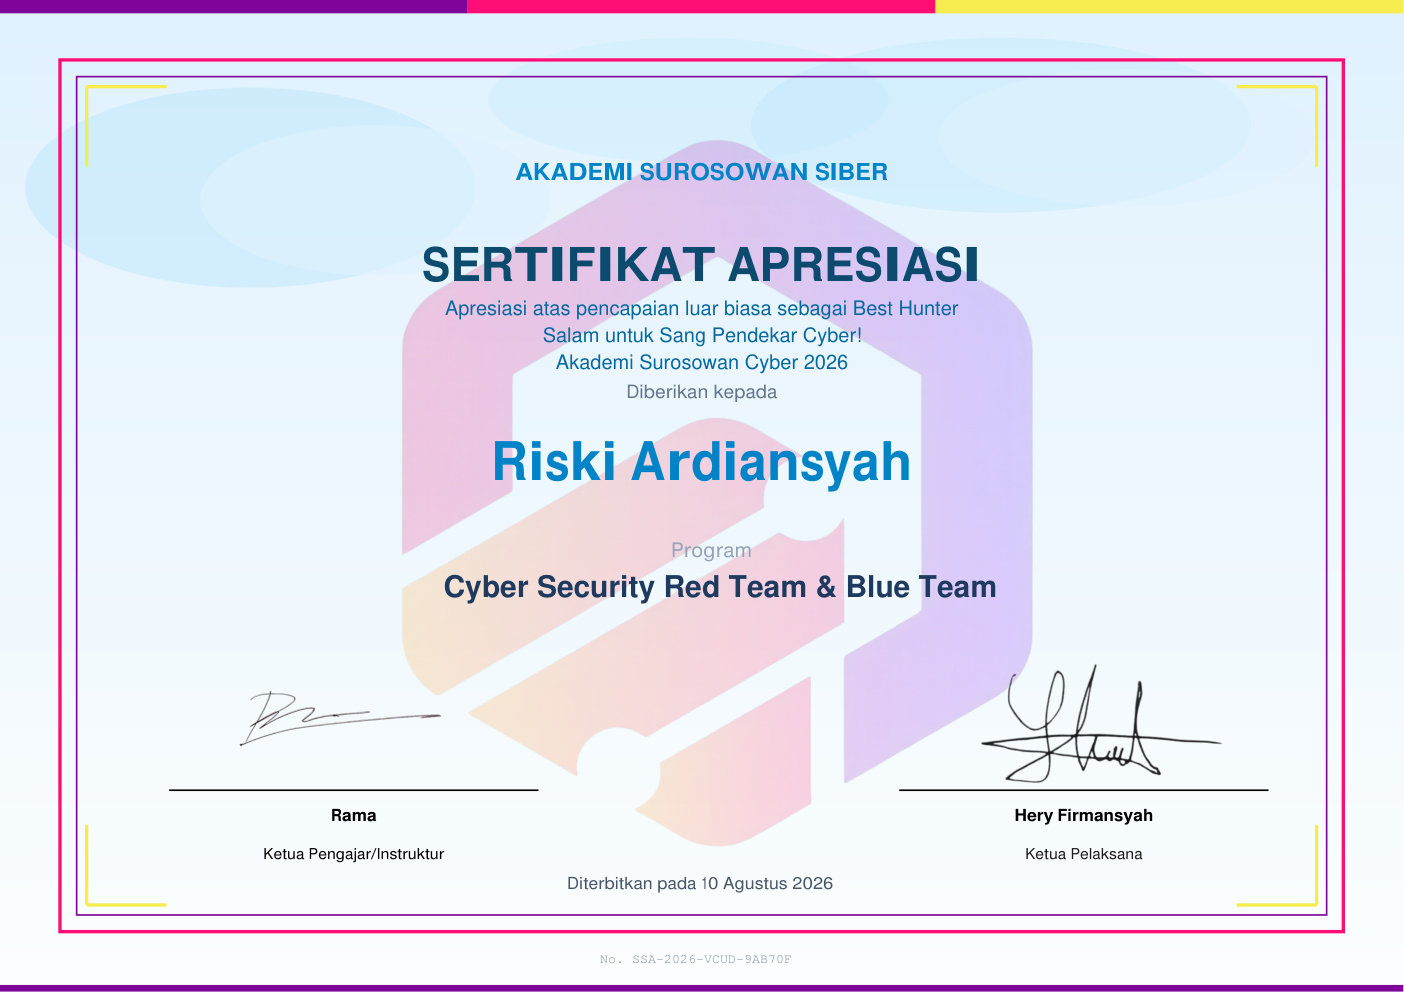 AKADEMI SUROSOWAN SIBER
SERTIFIKAT APRESIASI
Apresiasi atas pencapaian luar biasa sebagai Best Hunter
Salam untuk Sang Pendekar Cyber!
Akademi Surosowan Cyber 2026
Diberikan kepada
Riski Ardiansyah
Program
Cyber Security Red Team & Blue Team
Rama
Ketua Pengajar/Instruktur
Hery Firmansyah
Ketua Pelaksana
Diterbitkan pada 10 Agustus 2026
No. SSA-2026-VCUD-9AB70F